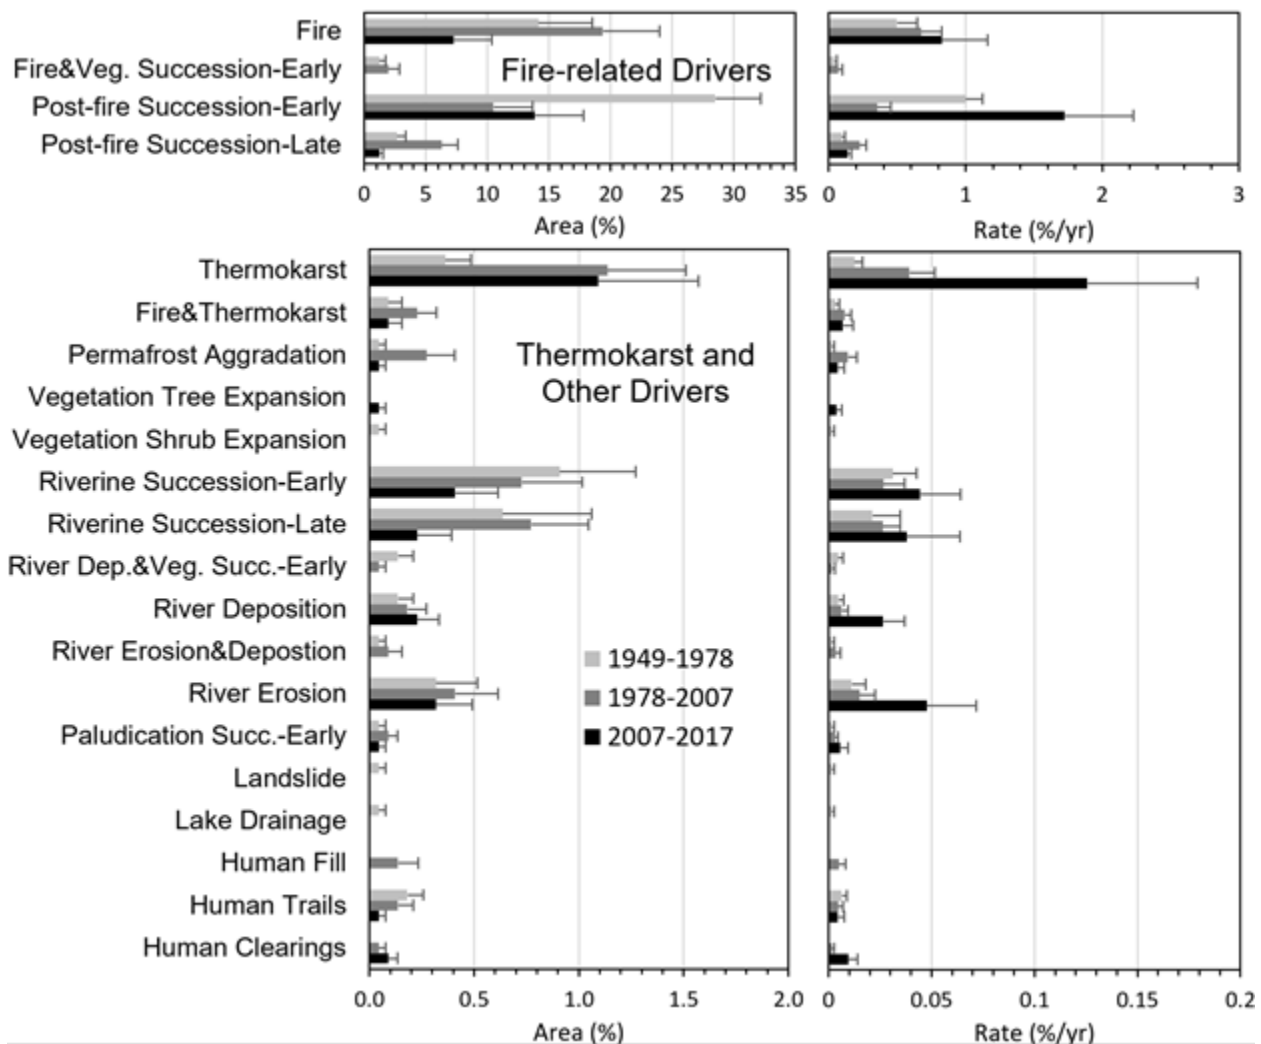 Fire
Fire&Veg. Succession-Early
Fire-related Drivers
Post-fire Succession-Early
Post-fire Succession-Late
0 5 10 15 20 25 30 35
Area (%)
0 1 2 3
Rate (%/yr)
Thermokarst
Fire&Thermokarst
Permafrost Aggradation
Thermokarst and
Other Drivers
Vegetation Tree Expansion
Vegetation Shrub Expansion
Riverine Succession-Early
Riverine Succession-Late
River Dep.&Veg. Succ.-Early
River Deposition
River Erosion&Depostion
River Erosion
Paludication Succ.-Early
Landslide
Lake Drainage
Human Fill
Human Trails
Human Clearings
1949-1978
1978-2007
2007-2017
0.0 0.5 1.0 1.5 2.0
Area (%)
0 0.05 0.1 0.15 0.2
Rate (%/yr)